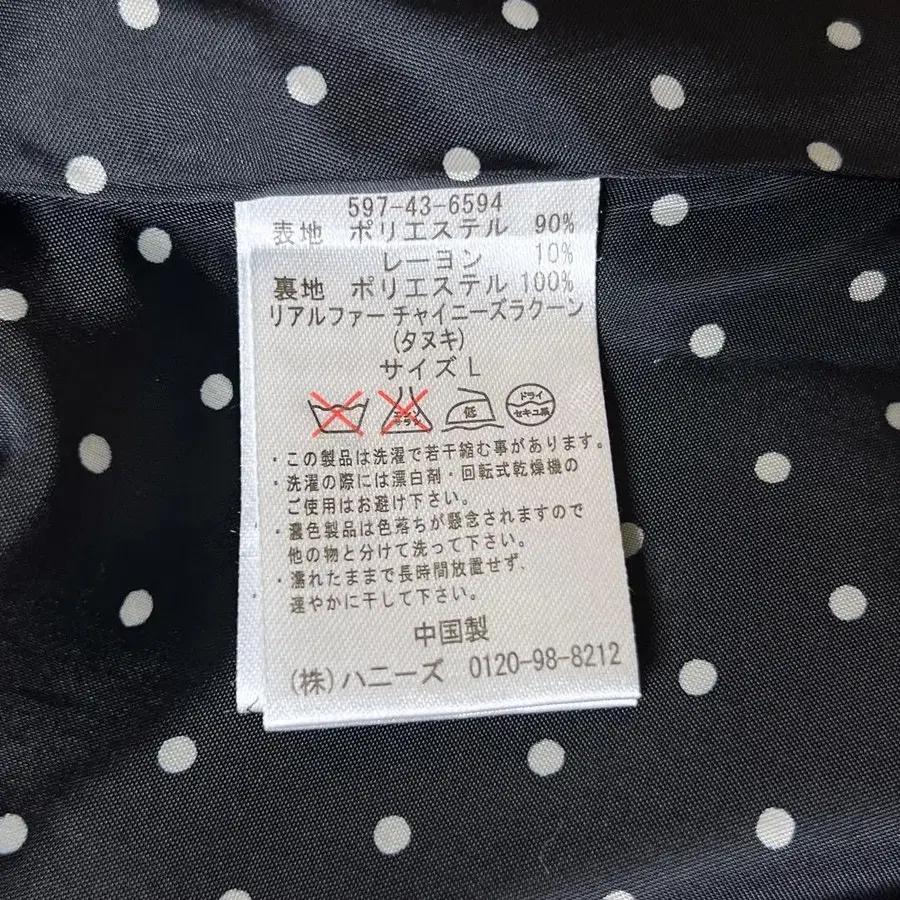 597-43-6594
表地 ポリエステル 90%
レーヨン 10%
裏地 ポリエステル 100%
リアルファー チャイニーズラクーン
(タヌキ)
サイズ L
エンソサラシ 低 ドライ セキユ系
・この製品は洗濯で若干縮む事があります。
・洗濯の際には漂白剤・回転式乾燥機の
ご使用はお避け下さい。
・濃色製品は色落ちが懸念されますので
他の物と分けて洗って下さい。
・濡れたままで長時間放置せず、
速やかに干して下さい。
中国製
(株)ハニーズ 0120-98-8212